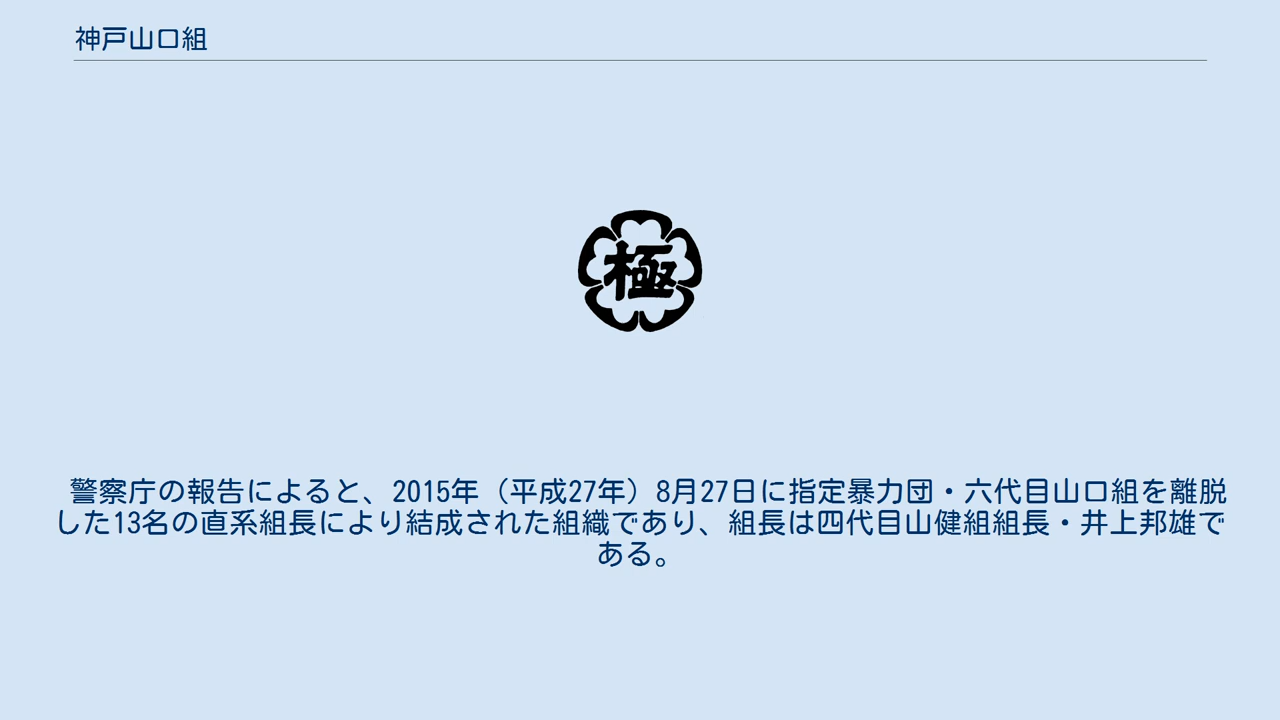 神戸山口組
極
警察庁の報告によると、2015年（平成27年）8月27日に指定暴力団・六代目山口組を離脱
した13名の直系組長により結成された組織であり、組長は四代目山健組組長・井上邦雄で
ある。